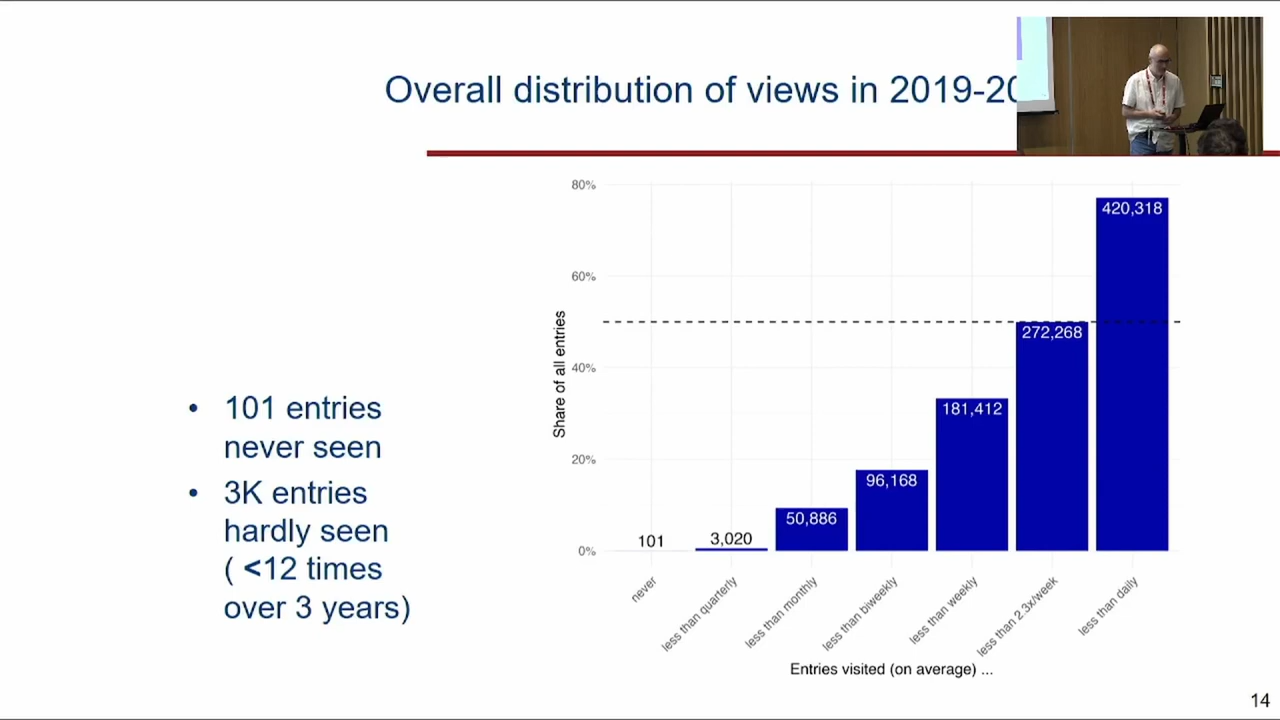 Overall distribution of views in 2019-20
80%
60%
40%
20%
0%
Share of all entries
101
3,020
50,886
96,168
181,412
272,268
420,318
never
less than quarterly
less than monthly
less than biweekly
less than weekly
less than 2.3x/week
less than daily
Entries visited (on average) ...
• 101 entries
never seen
• 3K entries
hardly seen
( <12 times
over 3 years)
14